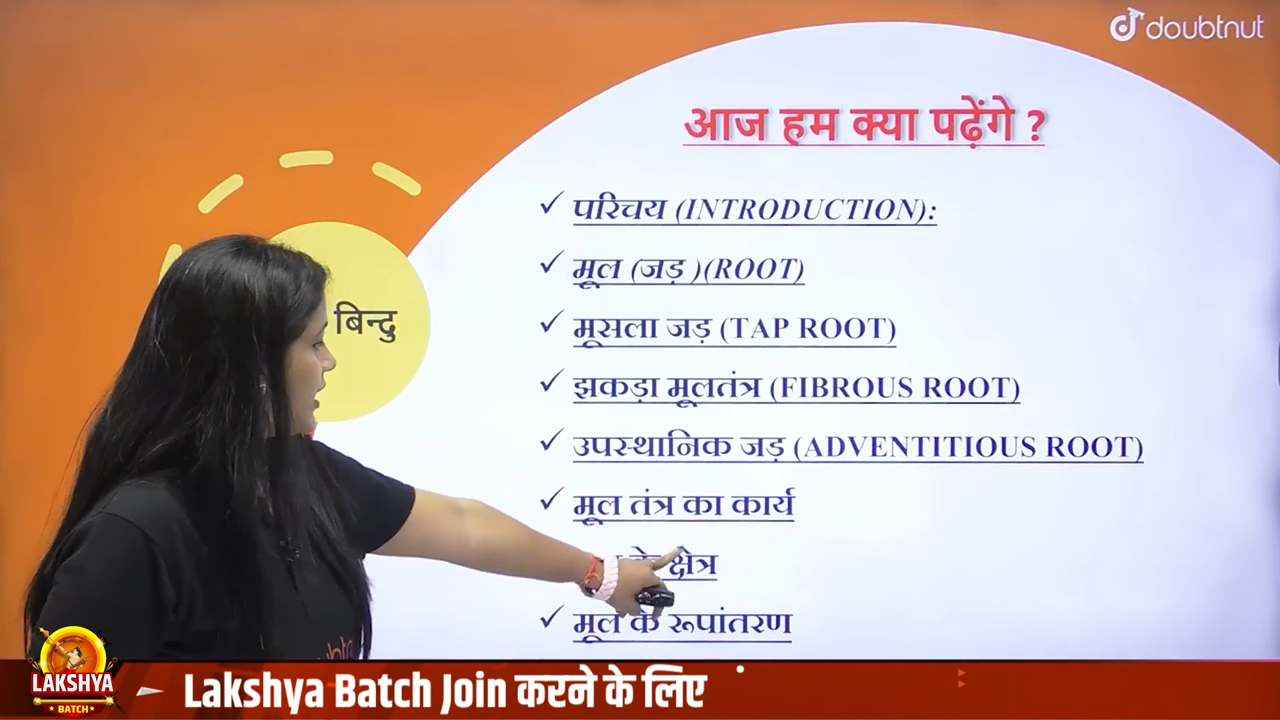 doubtnut
आज हम क्या पढ़ेंगे ?
परिचय (INTRODUCTION):
मूल (जड़ )(ROOT)
बिन्दु
मूसला जड़ (TAP ROOT)
झकड़ा मूलतंत्र (FIBROUS ROOT)
उपस्थानिक जड़ (ADVENTITIOUS ROOT)
मूल तंत्र का कार्य
के क्षेत्र
मूल के रूपांतरण
LAKSHYA
BATCH
Lakshya Batch Join करने के लिए